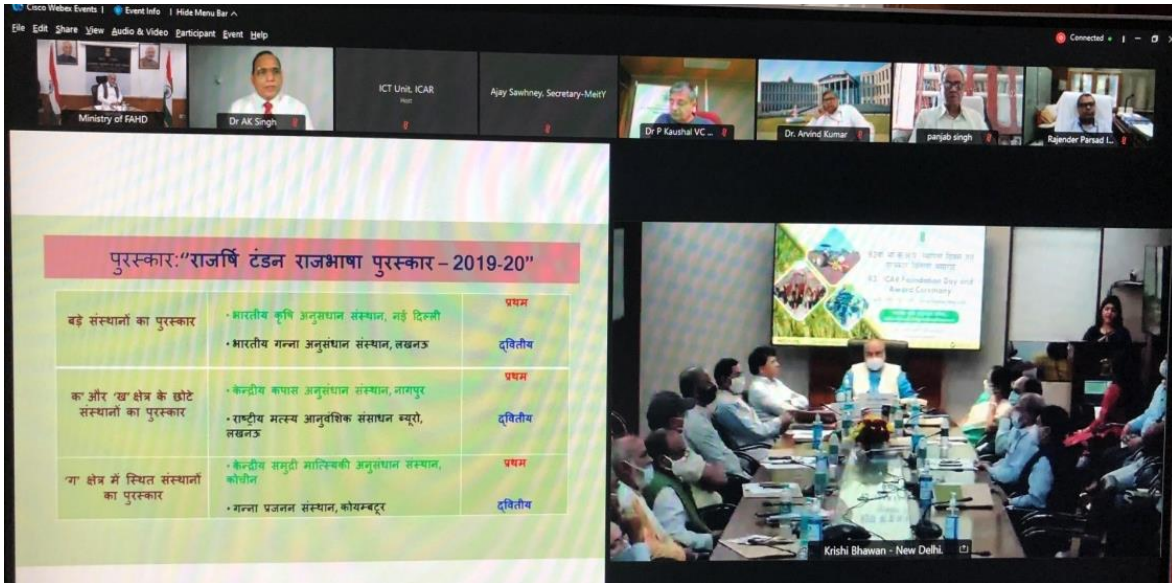 Cisco Webex Events | Event Info | Hide Menu Bar ^
File Edit Share View Audio & Video Participant Event Help
Connected
Ministry of FAHD
Dr AK Singh
ICT Unit, ICAR
Host
Ajay Sawhney, Secretary-MeitY
Dr P Kaushal VC ...
Dr. Arvind Kumar
panjab singh
Rajender Parsad I...
पुरस्कार:"राजर्षि टंडन राजभाषा पुरस्कार – 2019-20"
बड़े संस्थानों का पुरस्कार
• भारतीय कृषि अनुसंधान संस्थान, नई दिल्ली
प्रथम
• भारतीय गन्ना अनुसंधान संस्थान, लखनऊ
द्वितीय
क' और 'ख' क्षेत्र के छोटे
संस्थानों का पुरस्कार
• केन्द्रीय कपास अनुसंधान संस्थान, नागपुर
प्रथम
• राष्ट्रीय मत्स्य आनुवंशिक संसाधन ब्यूरो,
लखनऊ
द्वितीय
'ग' क्षेत्र में स्थित संस्थानों
का पुरस्कार
• केन्द्रीय समुद्री मात्स्यिकी अनुसंधान संस्थान,
कोचीन
प्रथम
• गन्ना प्रजनन संस्थान, कोयम्बटूर
द्वितीय
ICAR Foundation Day and
Award Ceremony
Krishi Bhawan - New Delhi.